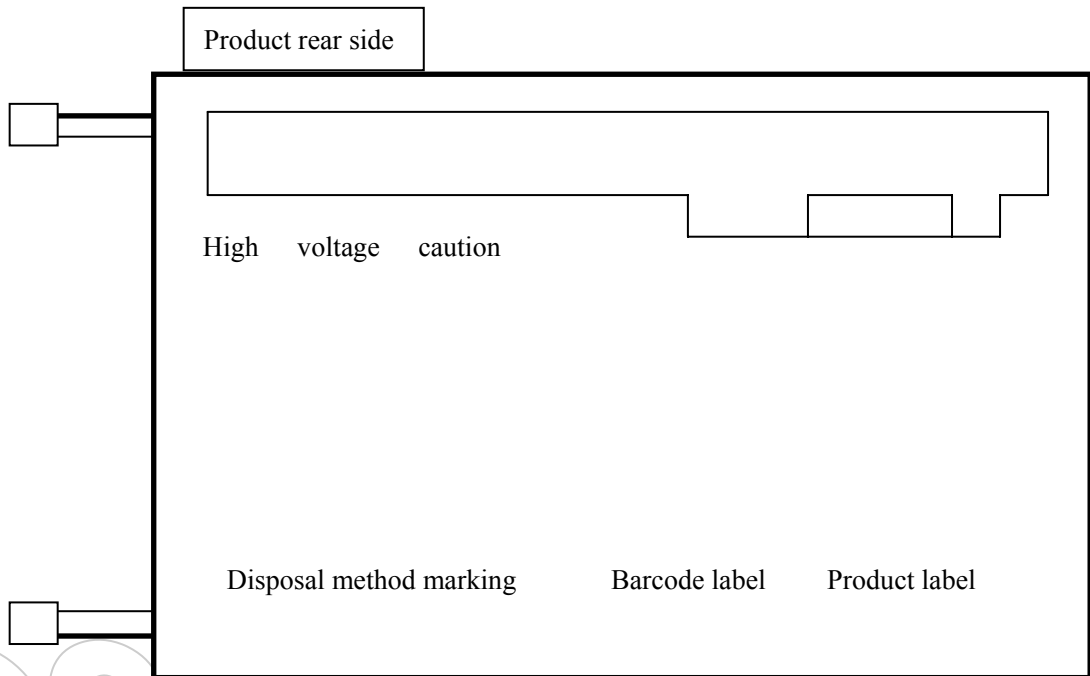 Product rear side
High voltage caution
Disposal method marking Barcode label Product label